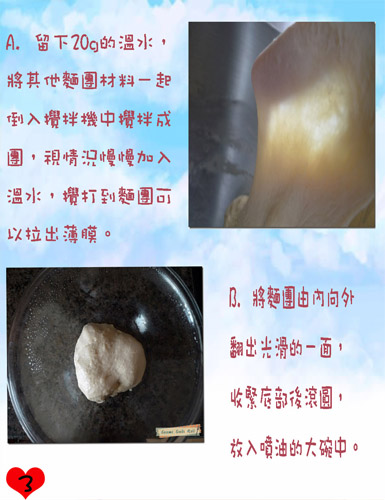 A. 留下20g的溫水，
將其他麵團材料一起
倒入攪拌機中攪拌成
團，視情況慢慢加入
溫水，攪打到麵團可
以拉出薄膜。
B. 將麵團由內向外
翻出光滑的一面，
收緊底部後滾圓，
放入噴油的大碗中。
3